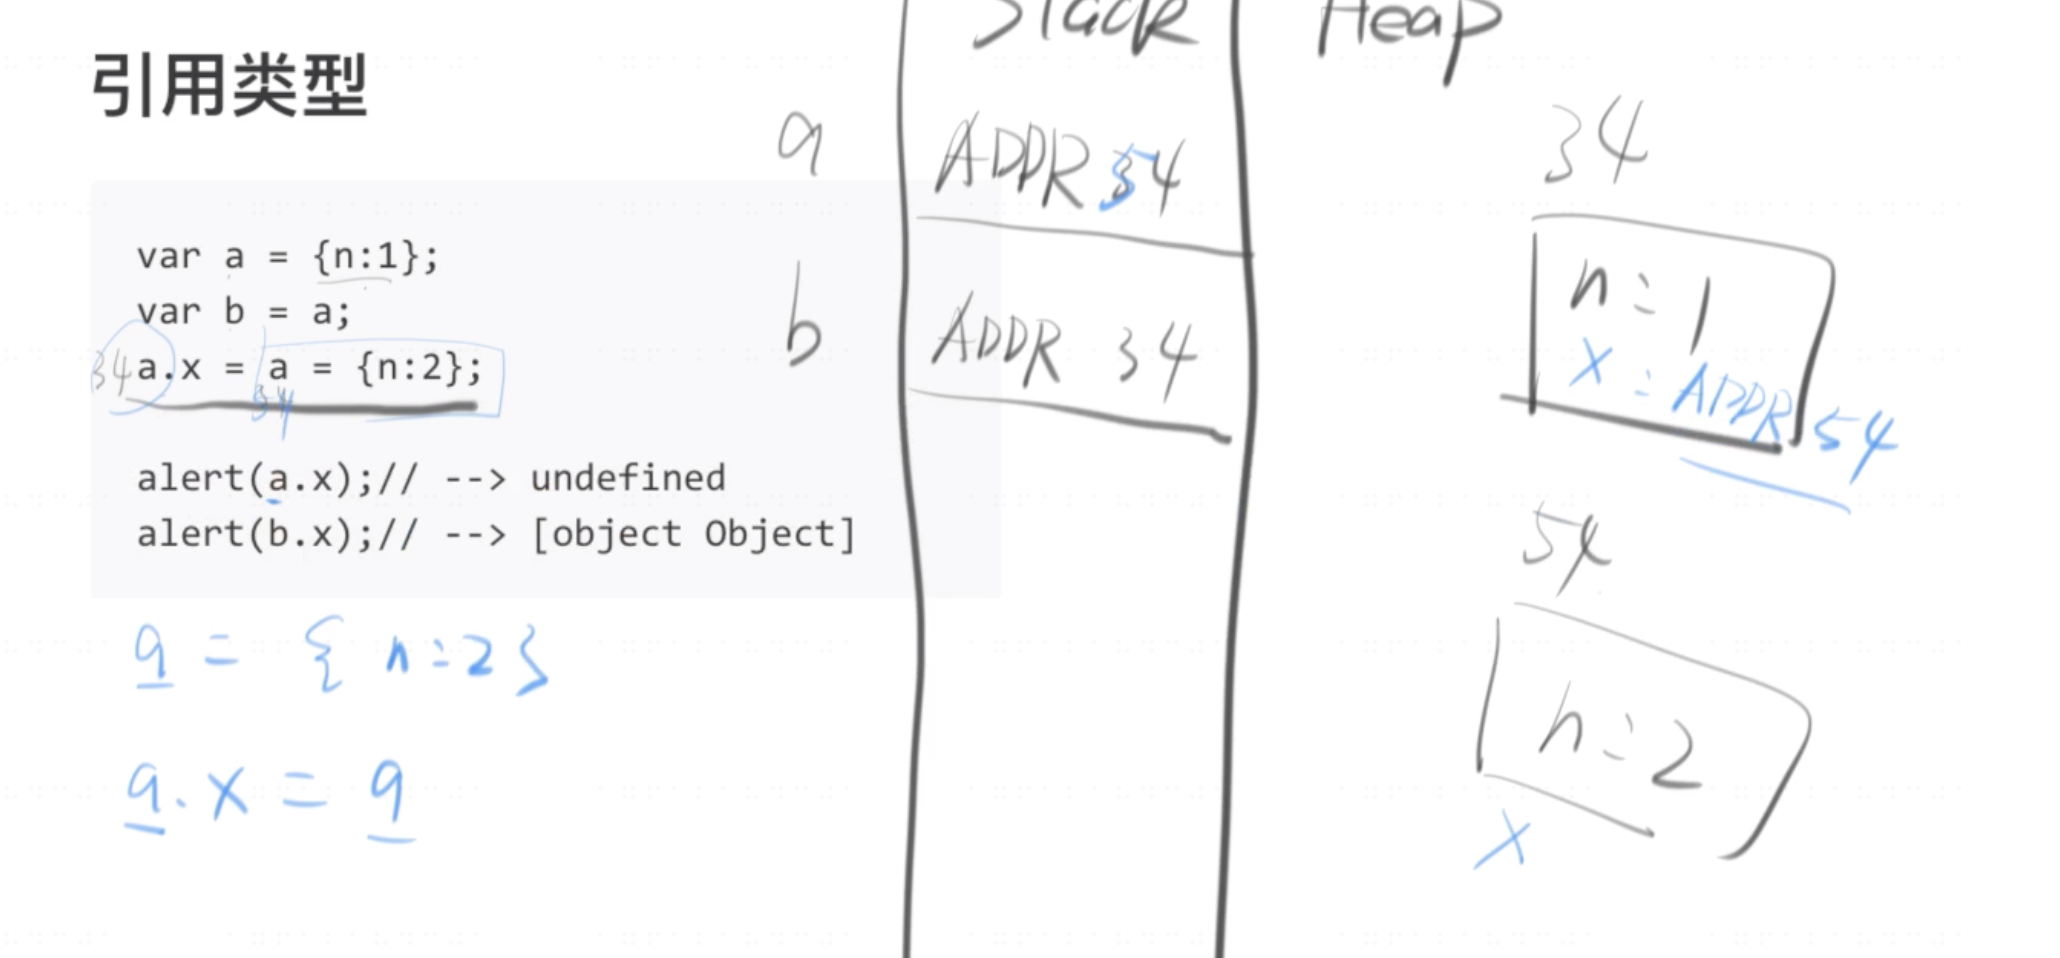 引用类型
var a = {n:1};
var b = a;
34 a.x = a = {n:2};
34
alert(a.x);// --> undefined
alert(b.x);// --> [object Object]
a = { n:2 }
a.x = a
Stack
Heap
a
ADDR 54
b
ADDR 34
34
n:1
x:ADDR 54
54
n:2
x